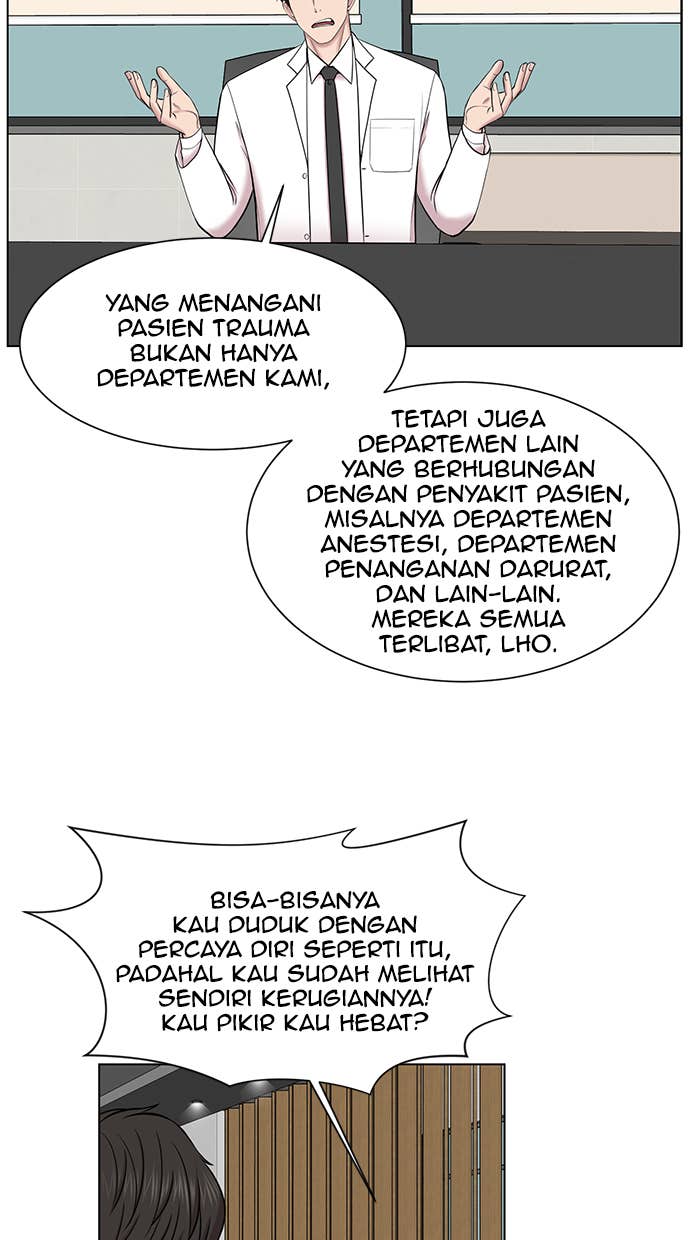 YANG MENANGANI
PASIEN TRAUMA
BUKAN HANYA
DEPARTEMEN KAMI,
TETAPI JUGA
DEPARTEMEN LAIN
YANG BERHUBUNGAN
DENGAN PENYAKIT PASIEN,
MISALNYA DEPARTEMEN
ANESTESI, DEPARTEMEN
PENANGANAN DARURAT,
DAN LAIN-LAIN.
MEREKA SEMUA
TERLIBAT, LHO.
BISA-BISANYA
KAU DUDUK DENGAN
PERCAYA DIRI SEPERTI ITU,
PADAHAL KAU SUDAH MELIHAT
SENDIRI KERUGIANNYA!
KAU PIKIR KAU HEBAT?